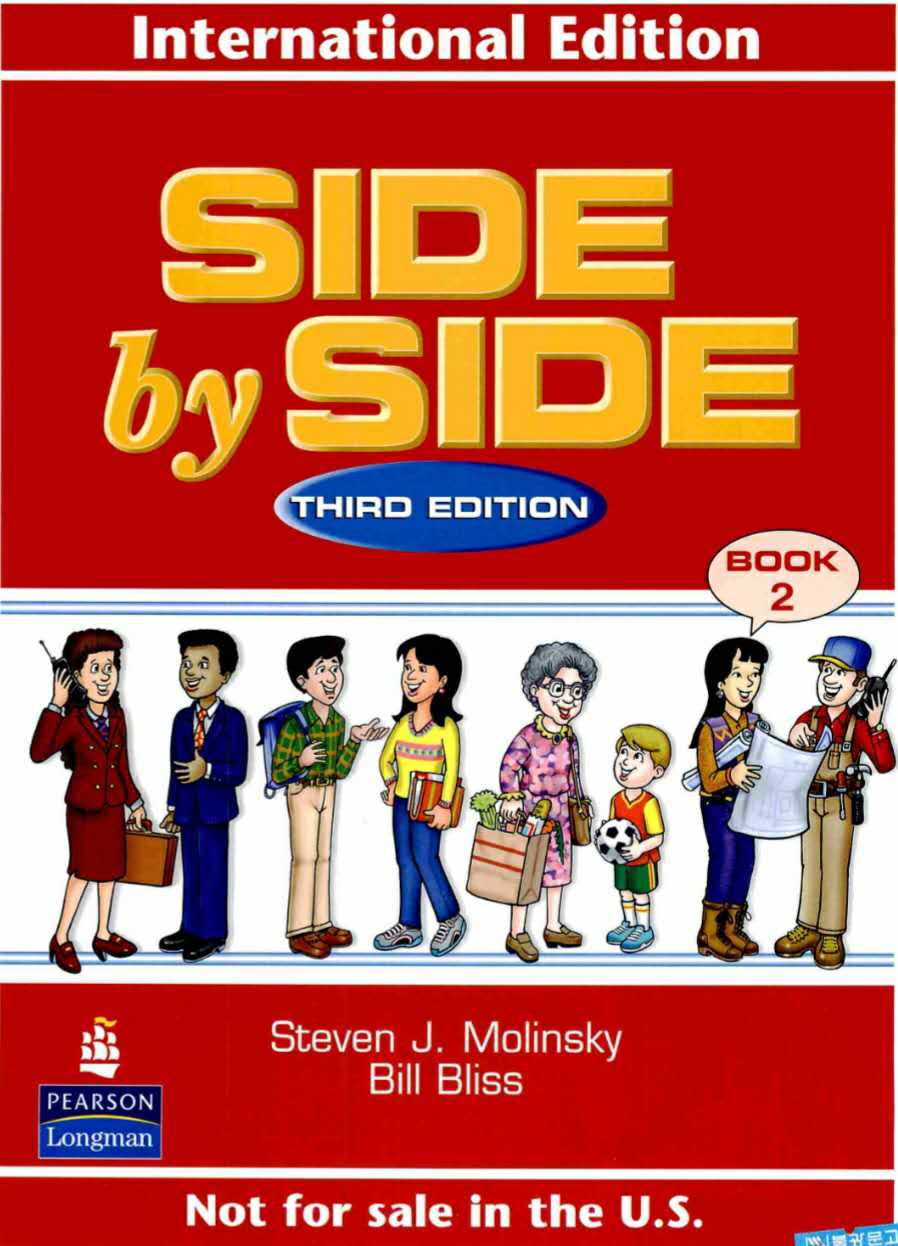 International Edition
SIDE
by SIDE
THIRD EDITION
BOOK
2
Steven J. Molinsky
Bill Bliss
PEARSON
Longman
Not for sale in the U.S.